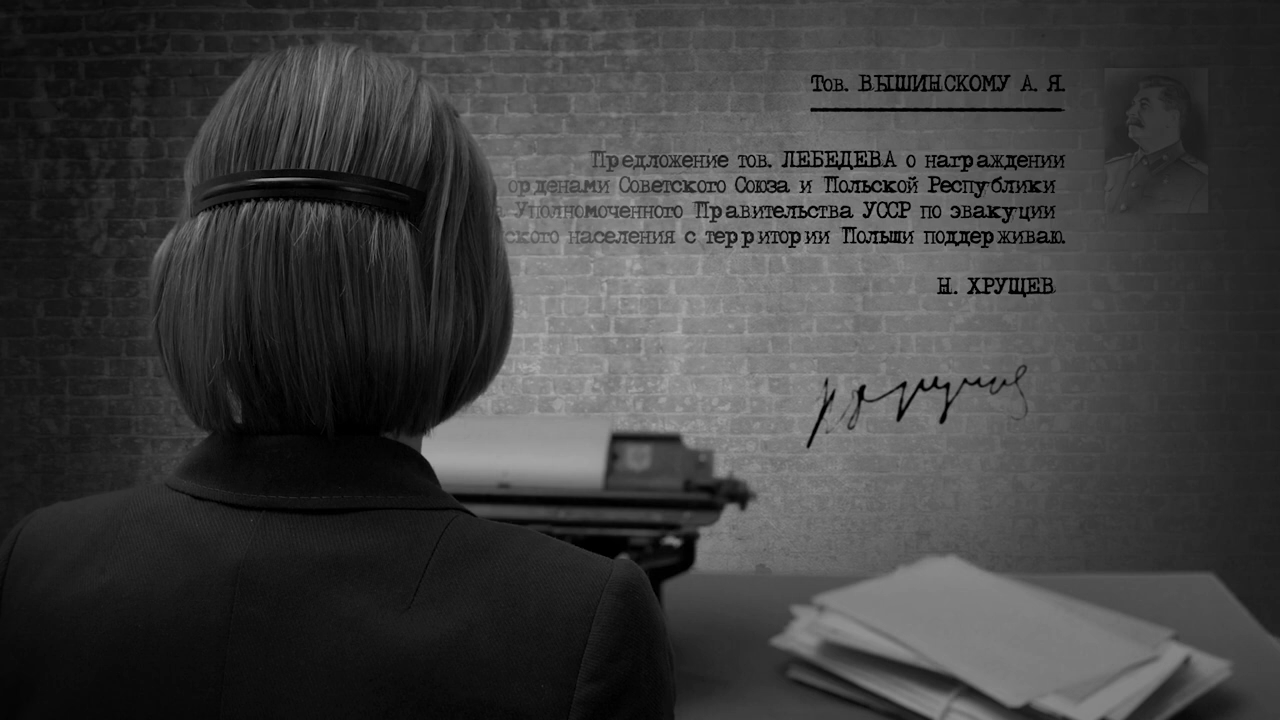 Тов. ВЫШИНСКОМУ А. Я.
Предложение тов. ЛЕБЕДЕВА о награждении
орденами Советского Союза и Польской Республики
Уполномоченного Правительства УССР по эвакуции
населения с территории Польши поддерживаю.
Н. ХРУЩЕВ